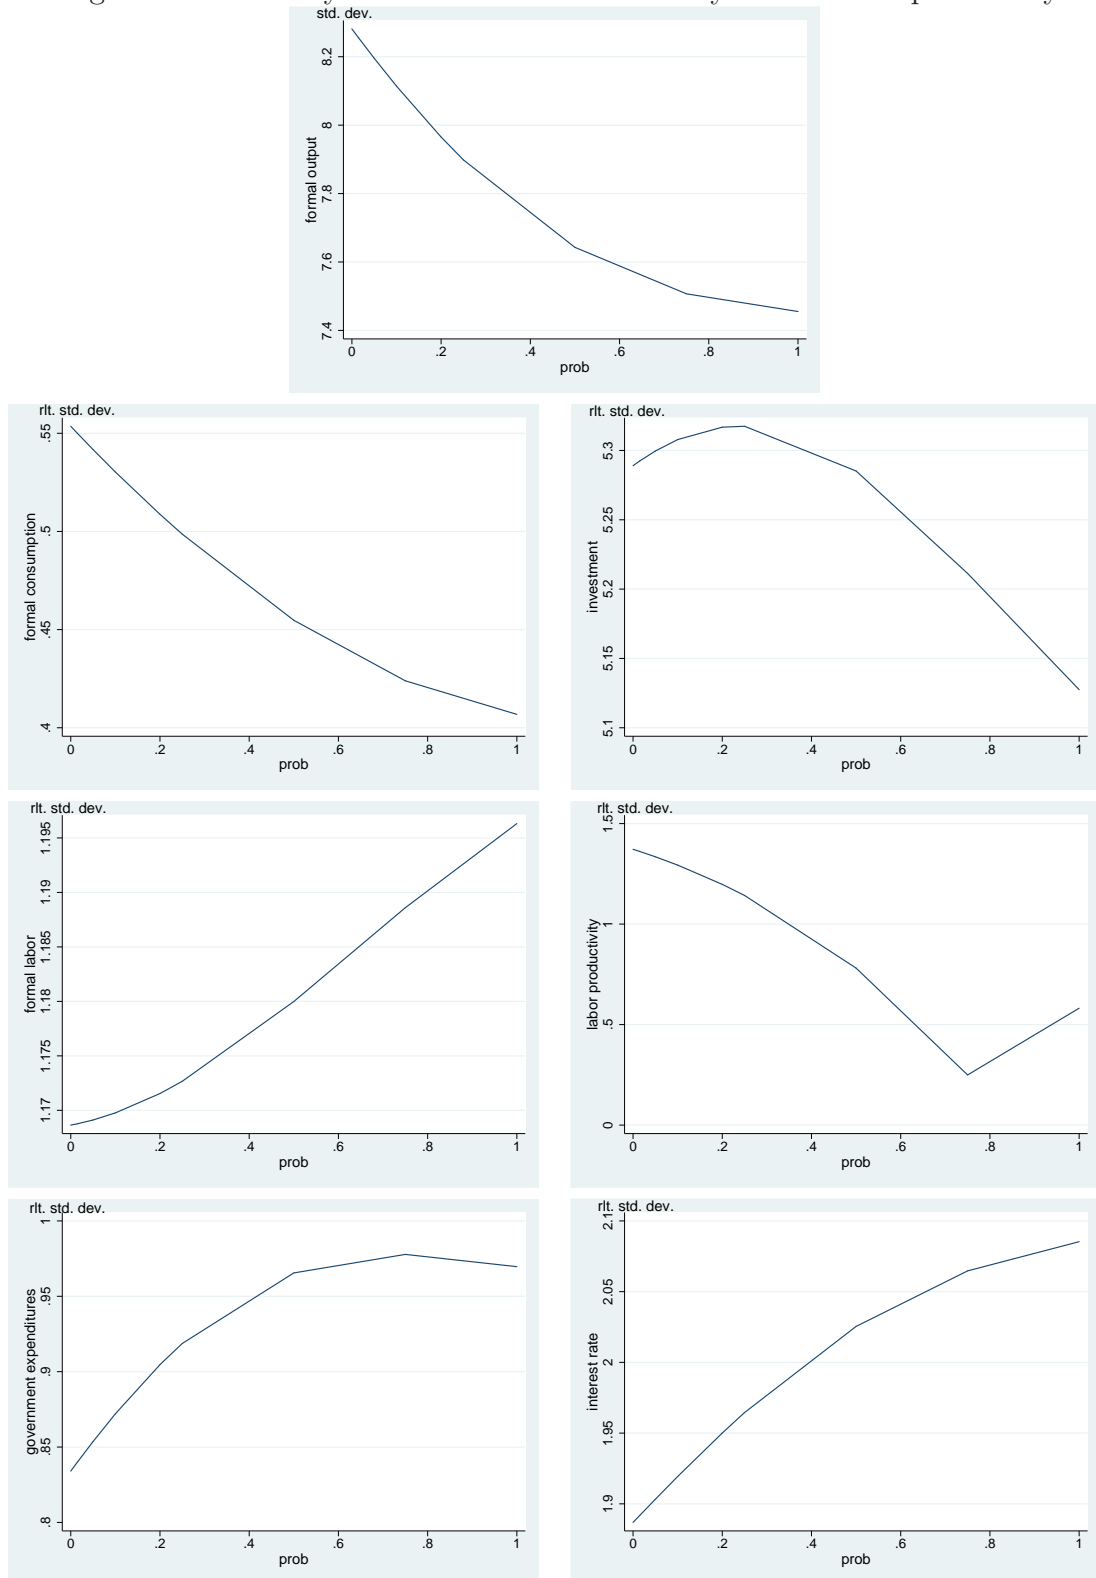 std. dev.
formal output
8.2
8
7.8
7.6
7.4
0 .2 .4 .6 .8 1
prob
rlt. std. dev.
formal consumption
.55
.5
.45
.4
0 .2 .4 .6 .8 1
prob
rlt. std. dev.
investment
5.3
5.25
5.2
5.15
5.1
0 .2 .4 .6 .8 1
prob
rlt. std. dev.
formal labor
1.195
1.19
1.185
1.18
1.175
1.17
0 .2 .4 .6 .8 1
prob
rlt. std. dev.
labor productivity
1.5
1
.5
0
0 .2 .4 .6 .8 1
prob
rlt. std. dev.
government expenditures
1
.95
.9
.85
.8
0 .2 .4 .6 .8 1
prob
rlt. std. dev.
interest rate
2.1
2.05
2
1.95
1.9
0 .2 .4 .6 .8 1
prob